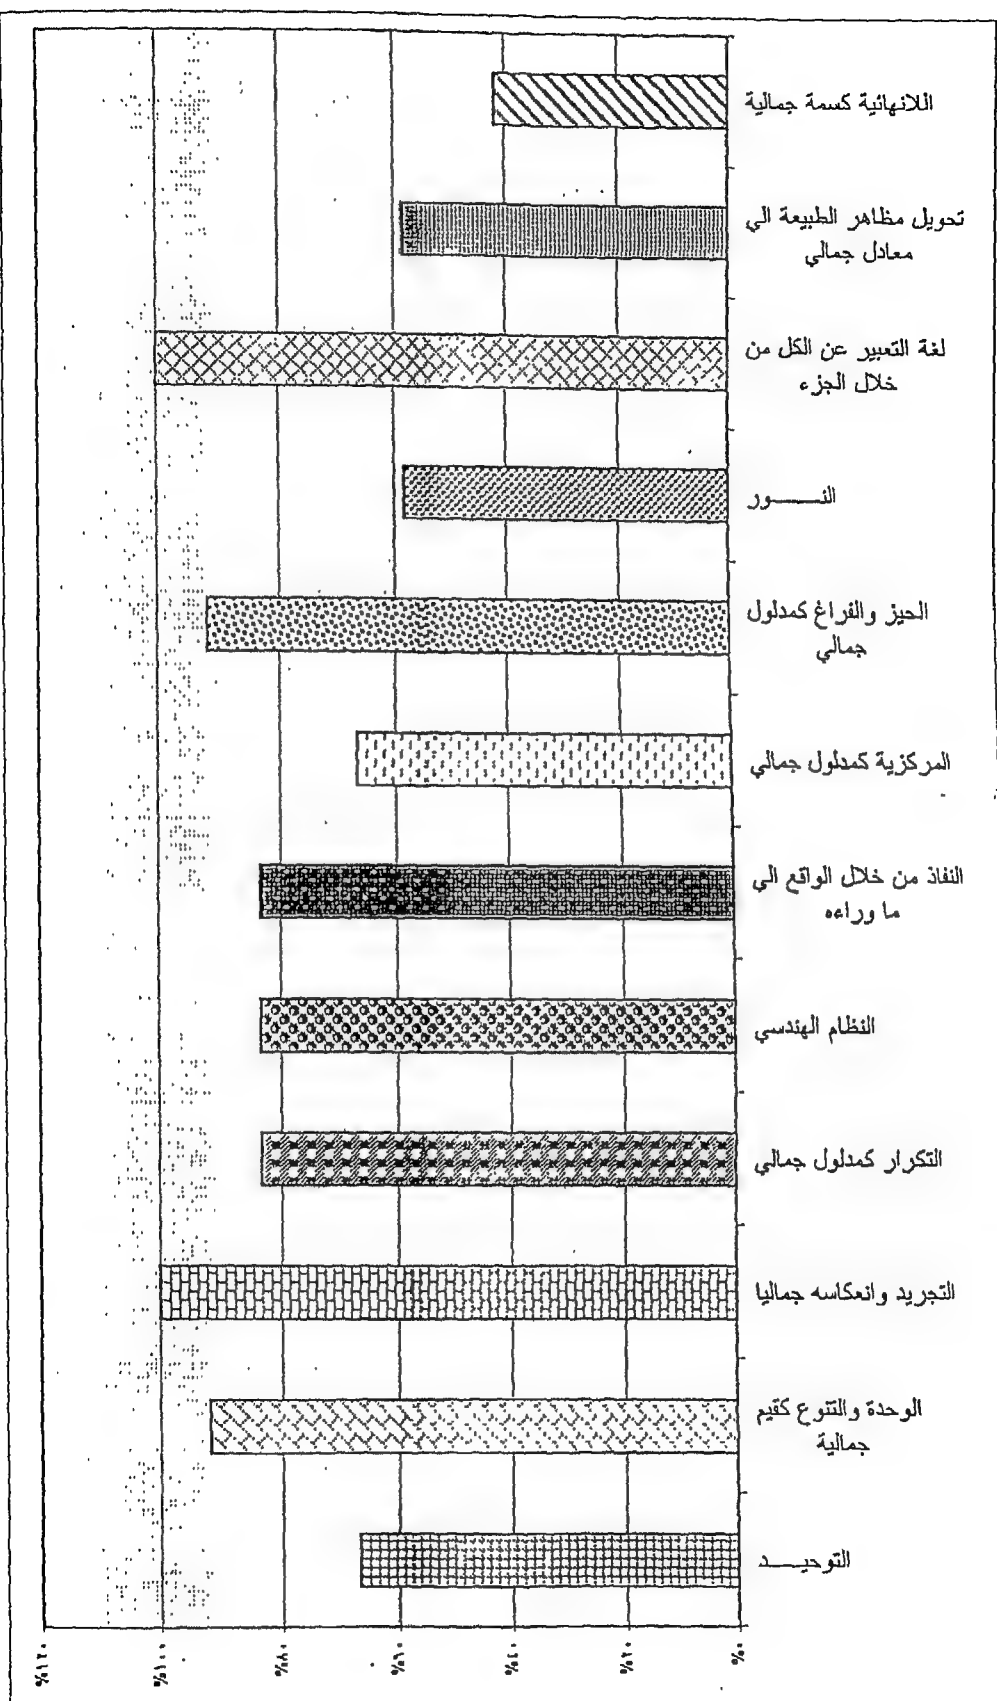 اللانهائية كسمة جمالية
تحويل مظاهر الطبيعة الي
معادل جمالي
لغة التعبير عن الكل من
خلال الجزء
النـــــور
الحيز والفراغ كمدلول
جمالي
المركزية كمدلول جمالي
النفاذ من خلال الواقع الي
ما وراءه
النظام الهندسي
التكرار كمدلول جمالي
التجريد وانعكاسه جماليا
الوحدة والتنوع كقيم
جمالية
التوحيـــــد
%١٢٠
%١٠٠
%٨٠
%٦٠
%٤٠
%٢٠
%٠